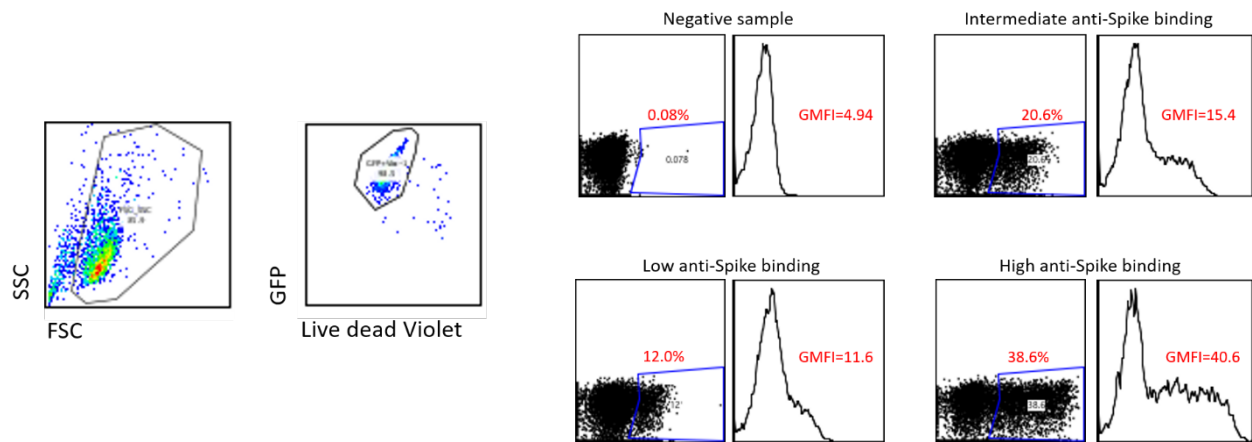 Negative sample
Intermediate anti-Spike binding
0.08%
GMFI=4.94
0.078
20.6%
GMFI=15.4
SSC
FSC
GFP
Live dead Violet
Low anti-Spike binding
High anti-Spike binding
12.0%
GMFI=11.6
12
38.6%
GMFI=40.6
38.6